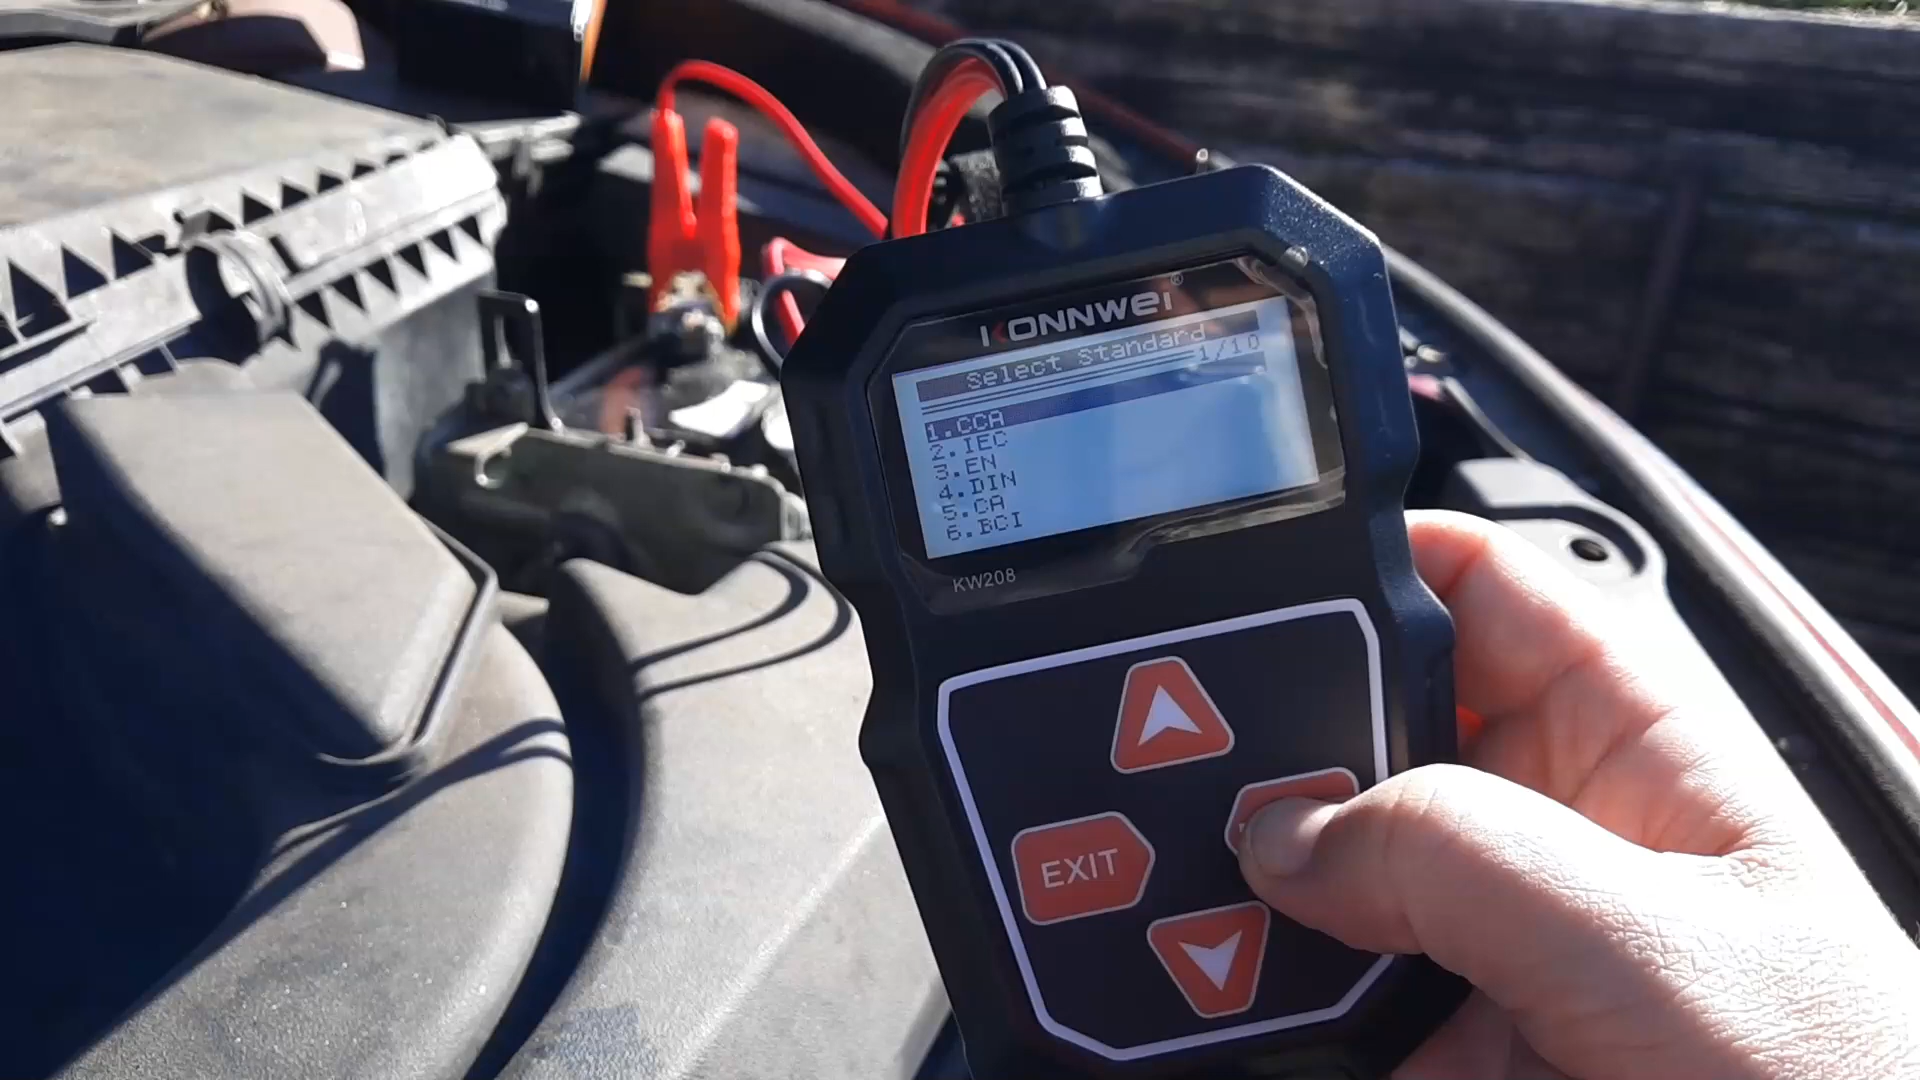 KONNWEI®
Select Standard
1/10
1.CCA
2.IEC
3.EN
4.DIN
5.CA
6.BCI
KW208
EXIT